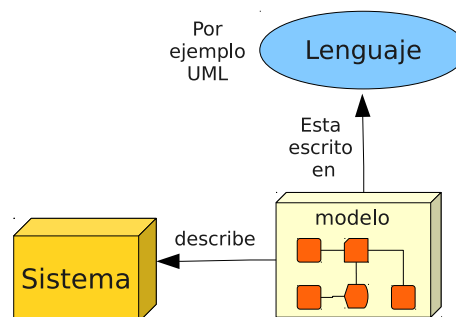 Por
ejemplo
UML
Lenguaje
Esta
escrito
en
modelo
describe
Sistema